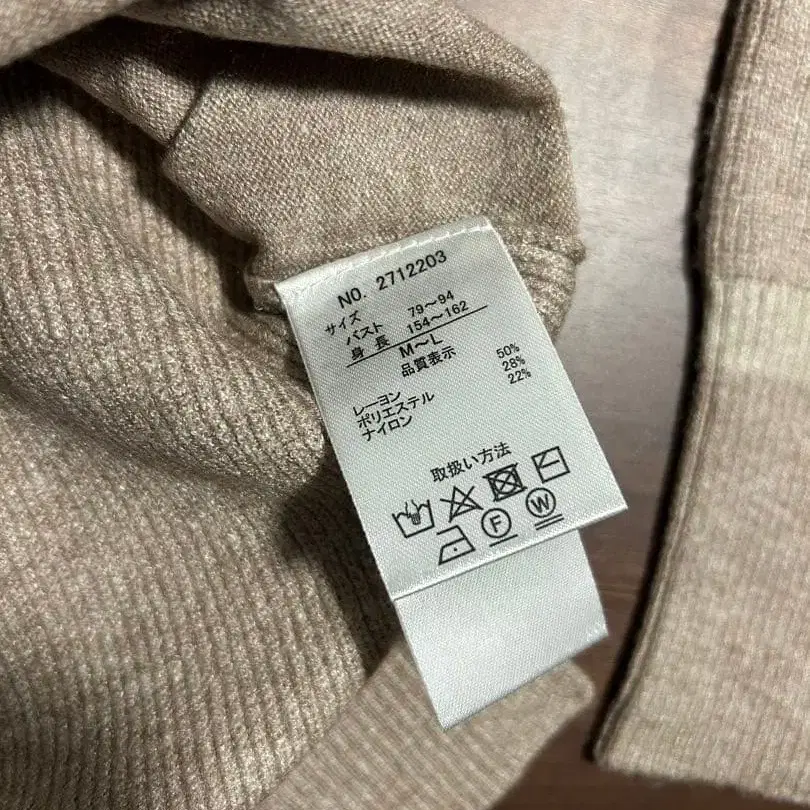 NO. 2712203
サイズ
バスト 79～94
身長 154～162
M～L
品質表示
レーヨン 50%
ポリエステル 28%
ナイロン 22%
取扱い方法
F W